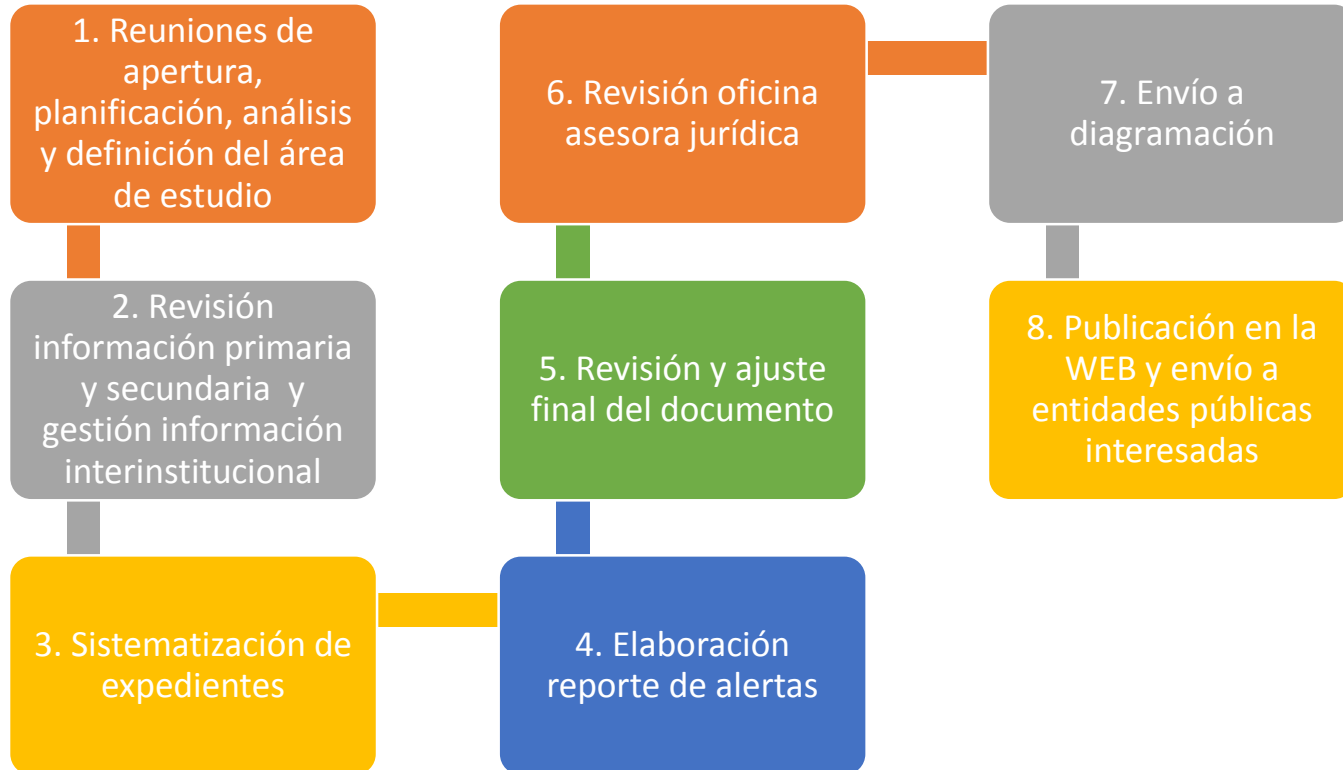 1. Reuniones de
apertura,
planificación, análisis
y definición del área
de estudio
2. Revisión
información primaria
y secundaria y
gestión información
interinstitucional
3. Sistematización de
expedientes
4. Elaboración
reporte de alertas
5. Revisión y ajuste
final del documento
6. Revisión oficina
asesora jurídica
7. Envío a
diagramación
8. Publicación en la
WEB y envío a
entidades públicas
interesadas